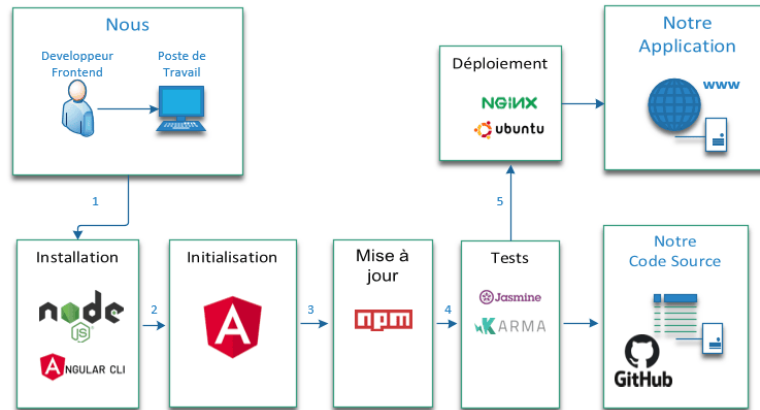 Nous
Developpeur
Frontend
Poste de
Travail
Déploiement
NGiNX
ubuntu
Notre
Application
www
1
5
Installation
node
JS
ANGULAR CLI
2
Initialisation
A
3
Mise à
jour
npm
4
Tests
Jasmine
KARMA
Notre
Code Source
GitHub